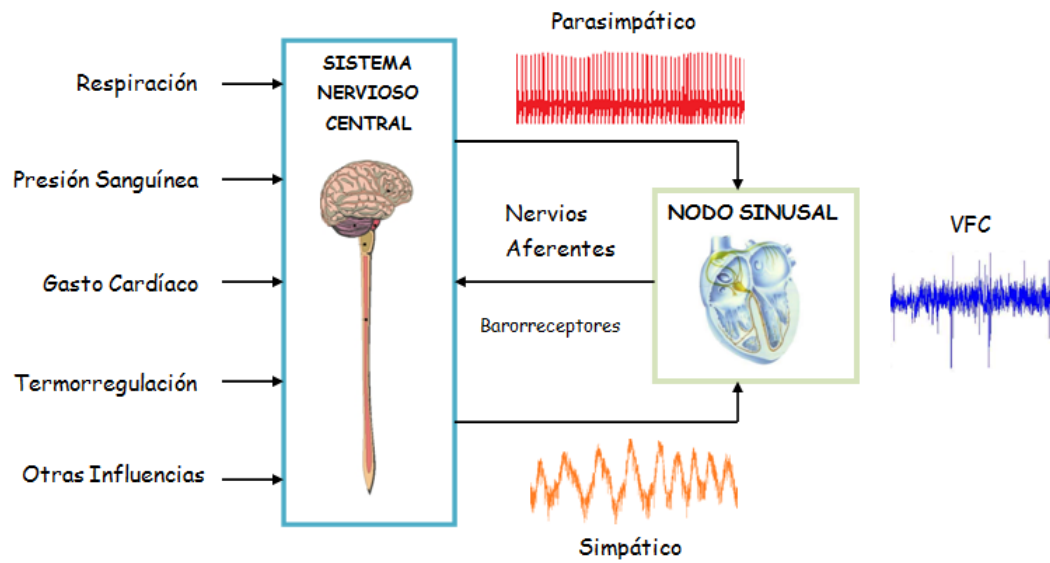 Respiración
Presión Sanguínea
Gasto Cardíaco
Termorregulación
Otras Influencias
SISTEMA
NERVIOSO
CENTRAL
Parasimpático
Nervios
Aferentes
Barorreceptores
Simpático
NODO SINUSAL
VFC